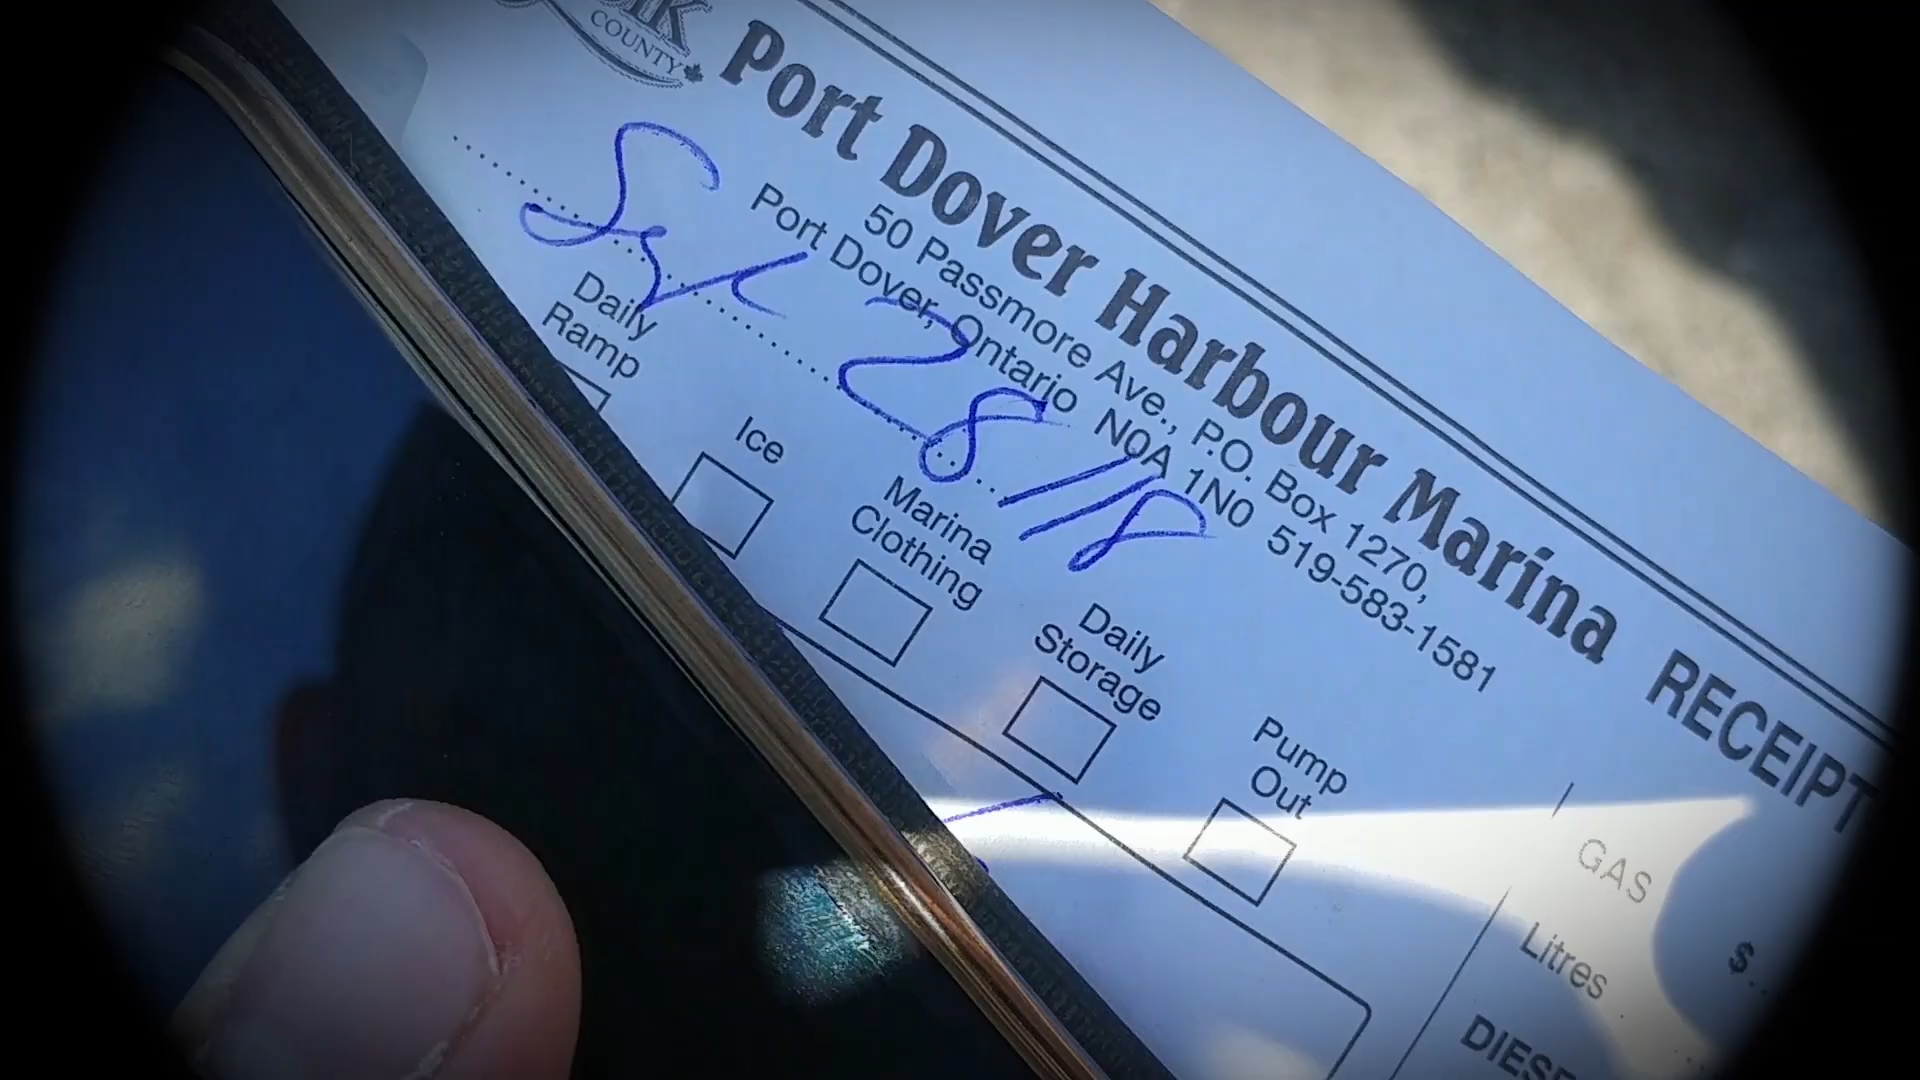 COUNTY
Port Dover Harbour Marina
50 Passmore Ave., P.O. Box 1270,
Port Dover, Ontario N0A 1N0 519-583-1581
RECEIPT
Sept 28/18
Daily
Ramp
Ice
Marina
Clothing
Daily
Storage
Pump
Out
GAS
Litres
$